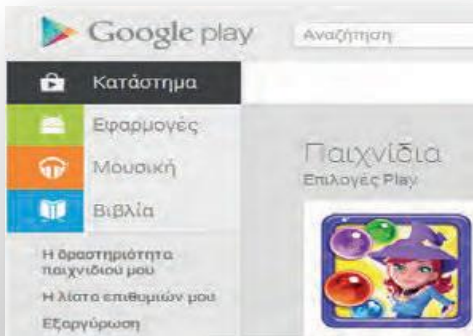 Google play
Αναζήτηση
Κατάστημα
Εφαρμογές
Μουσική
Βιβλία
Παιχνίδια
Επιλογές Play
Η δραστηριότητα
παιχνιδιού μου
Η λίστα επιθυμιών μου
Εξαργύρωση